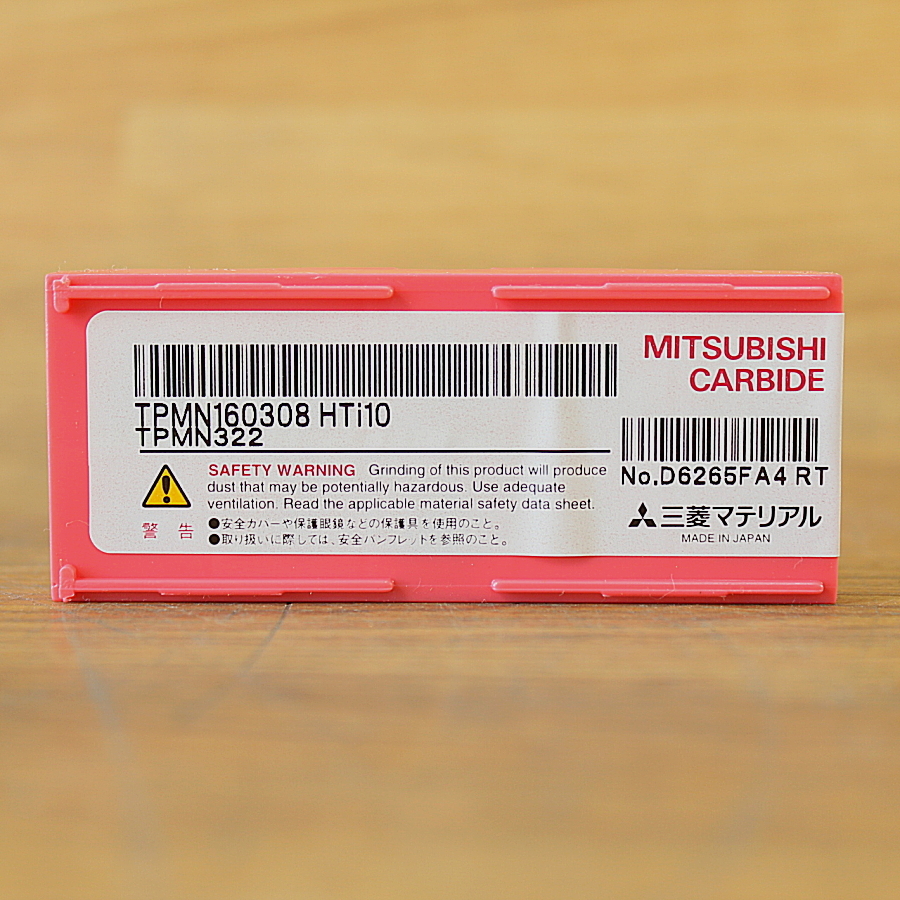 TPMN160308 HTi10
TPMN322
SAFETY WARNING Grinding of this product will produce
dust that may be potentially hazardous. Use adequate
ventilation. Read the applicable material safety data sheet.
警告
●安全カバーや保護眼鏡などの保護具を使用のこと。
●取り扱いに際しては、安全パンフレットを参照のこと。
MITSUBISHI
CARBIDE
No.D6265FA4 RT
三菱マテリアル
MADE IN JAPAN